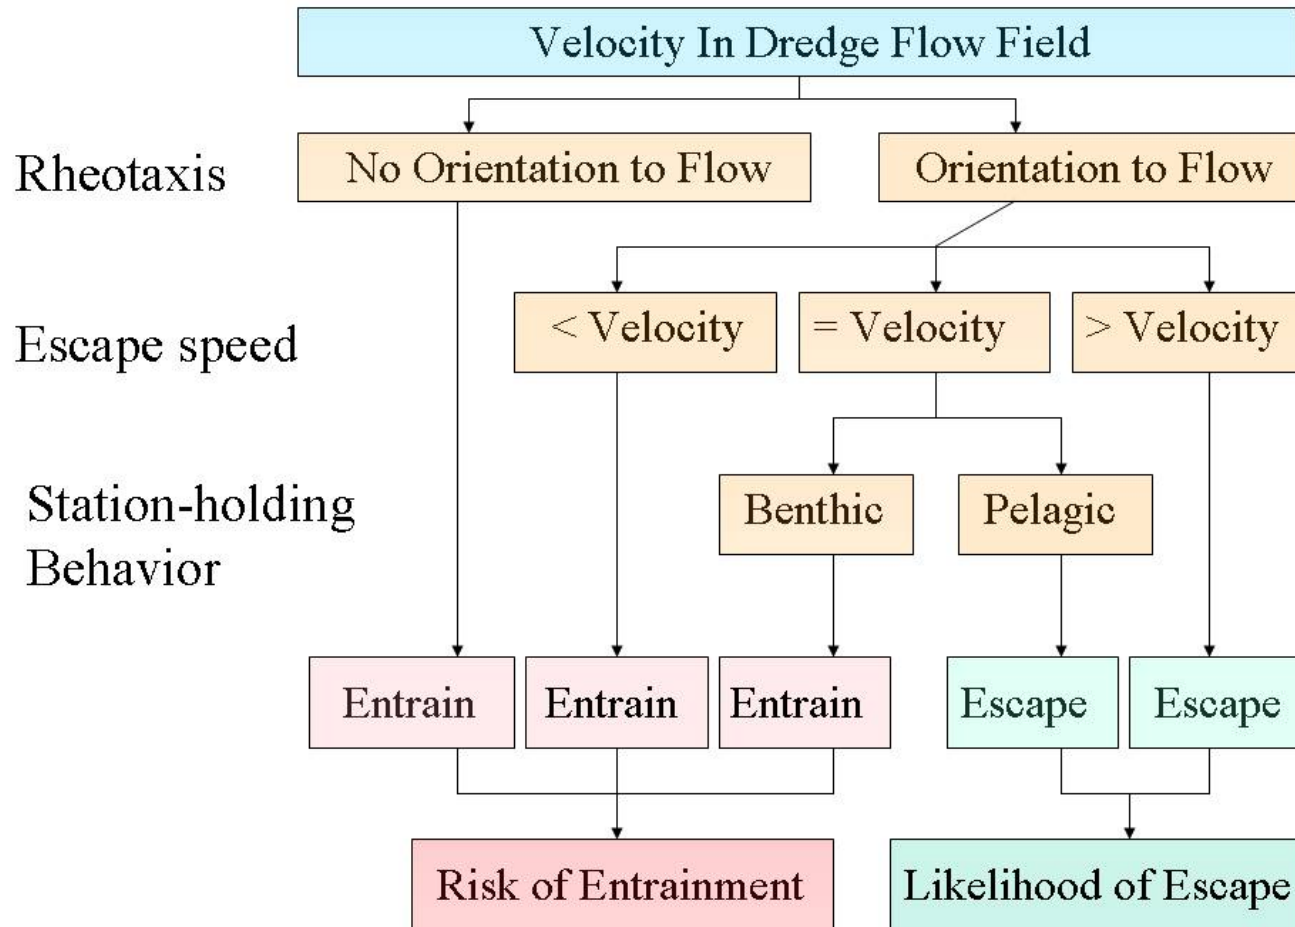 Velocity In Dredge Flow Field
Rheotaxis
No Orientation to Flow
Orientation to Flow
Escape speed
< Velocity
= Velocity
> Velocity
Station-holding
Behavior
Benthic
Pelagic
Entrain
Entrain
Entrain
Escape
Escape
Risk of Entrainment
Likelihood of Escape